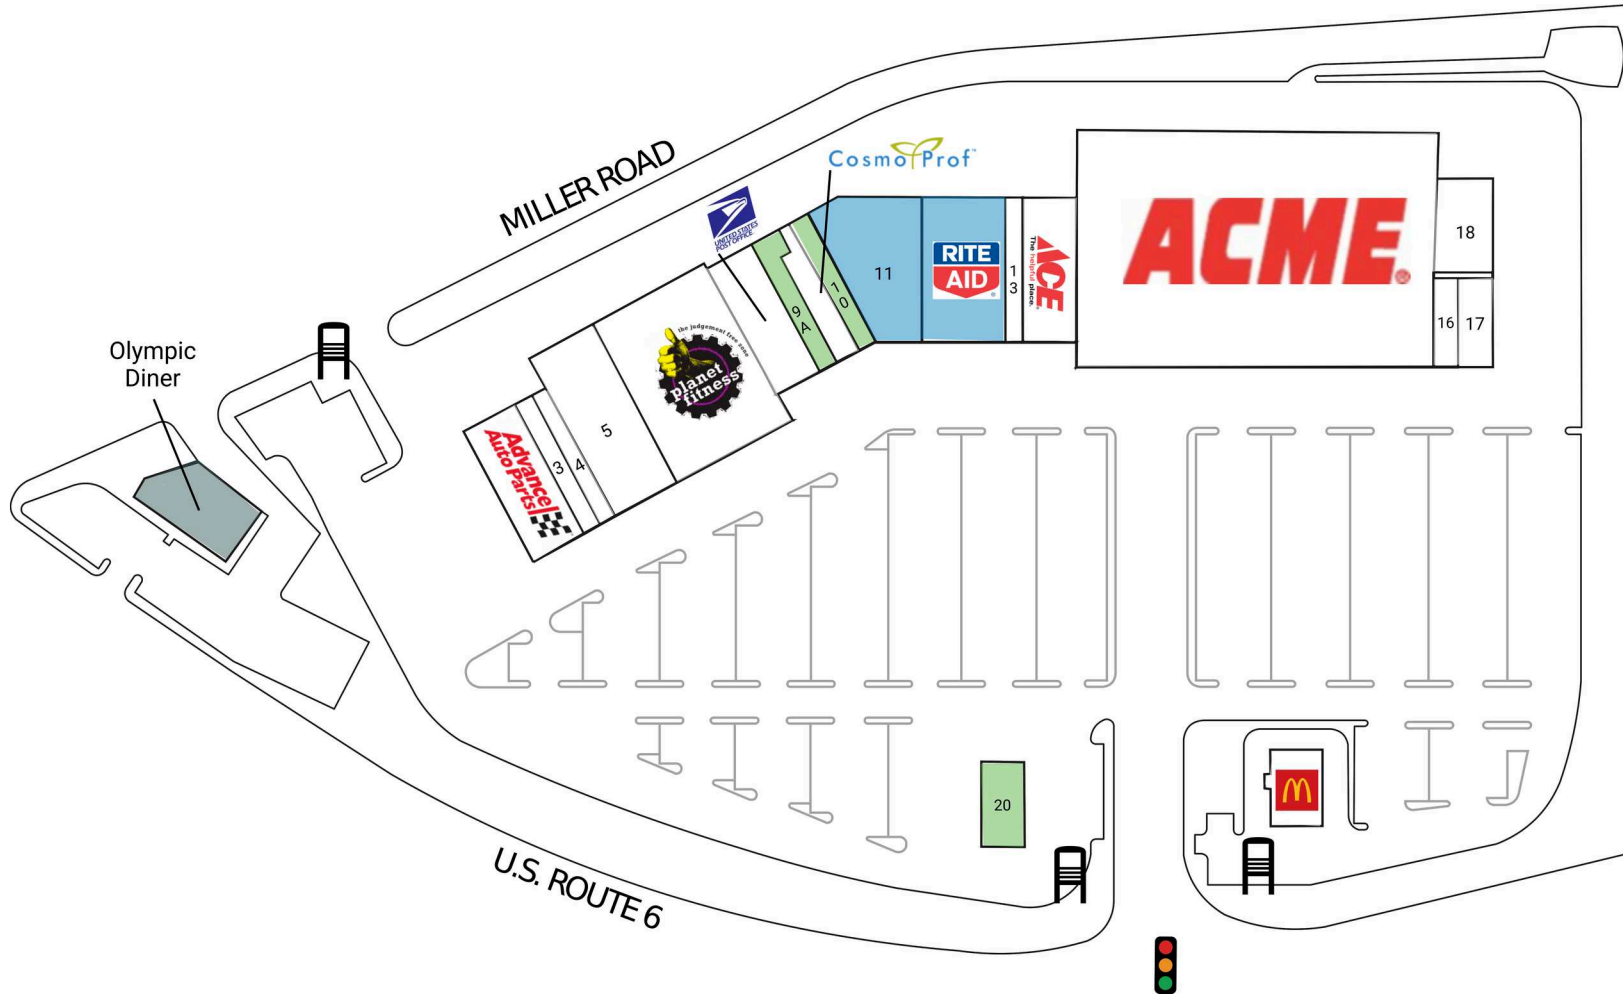 MILLER ROAD
CosmoProf
UNITED STATES
POST OFFICE
ACME
18
RITE
AID
11
1
3
ACE
The helpful place.
1
0
9
A
16
17
Olympic
Diner
the judgement free zone
planet
fitness
5
Advance
Auto Parts
3
4
20
U.S. ROUTE 6